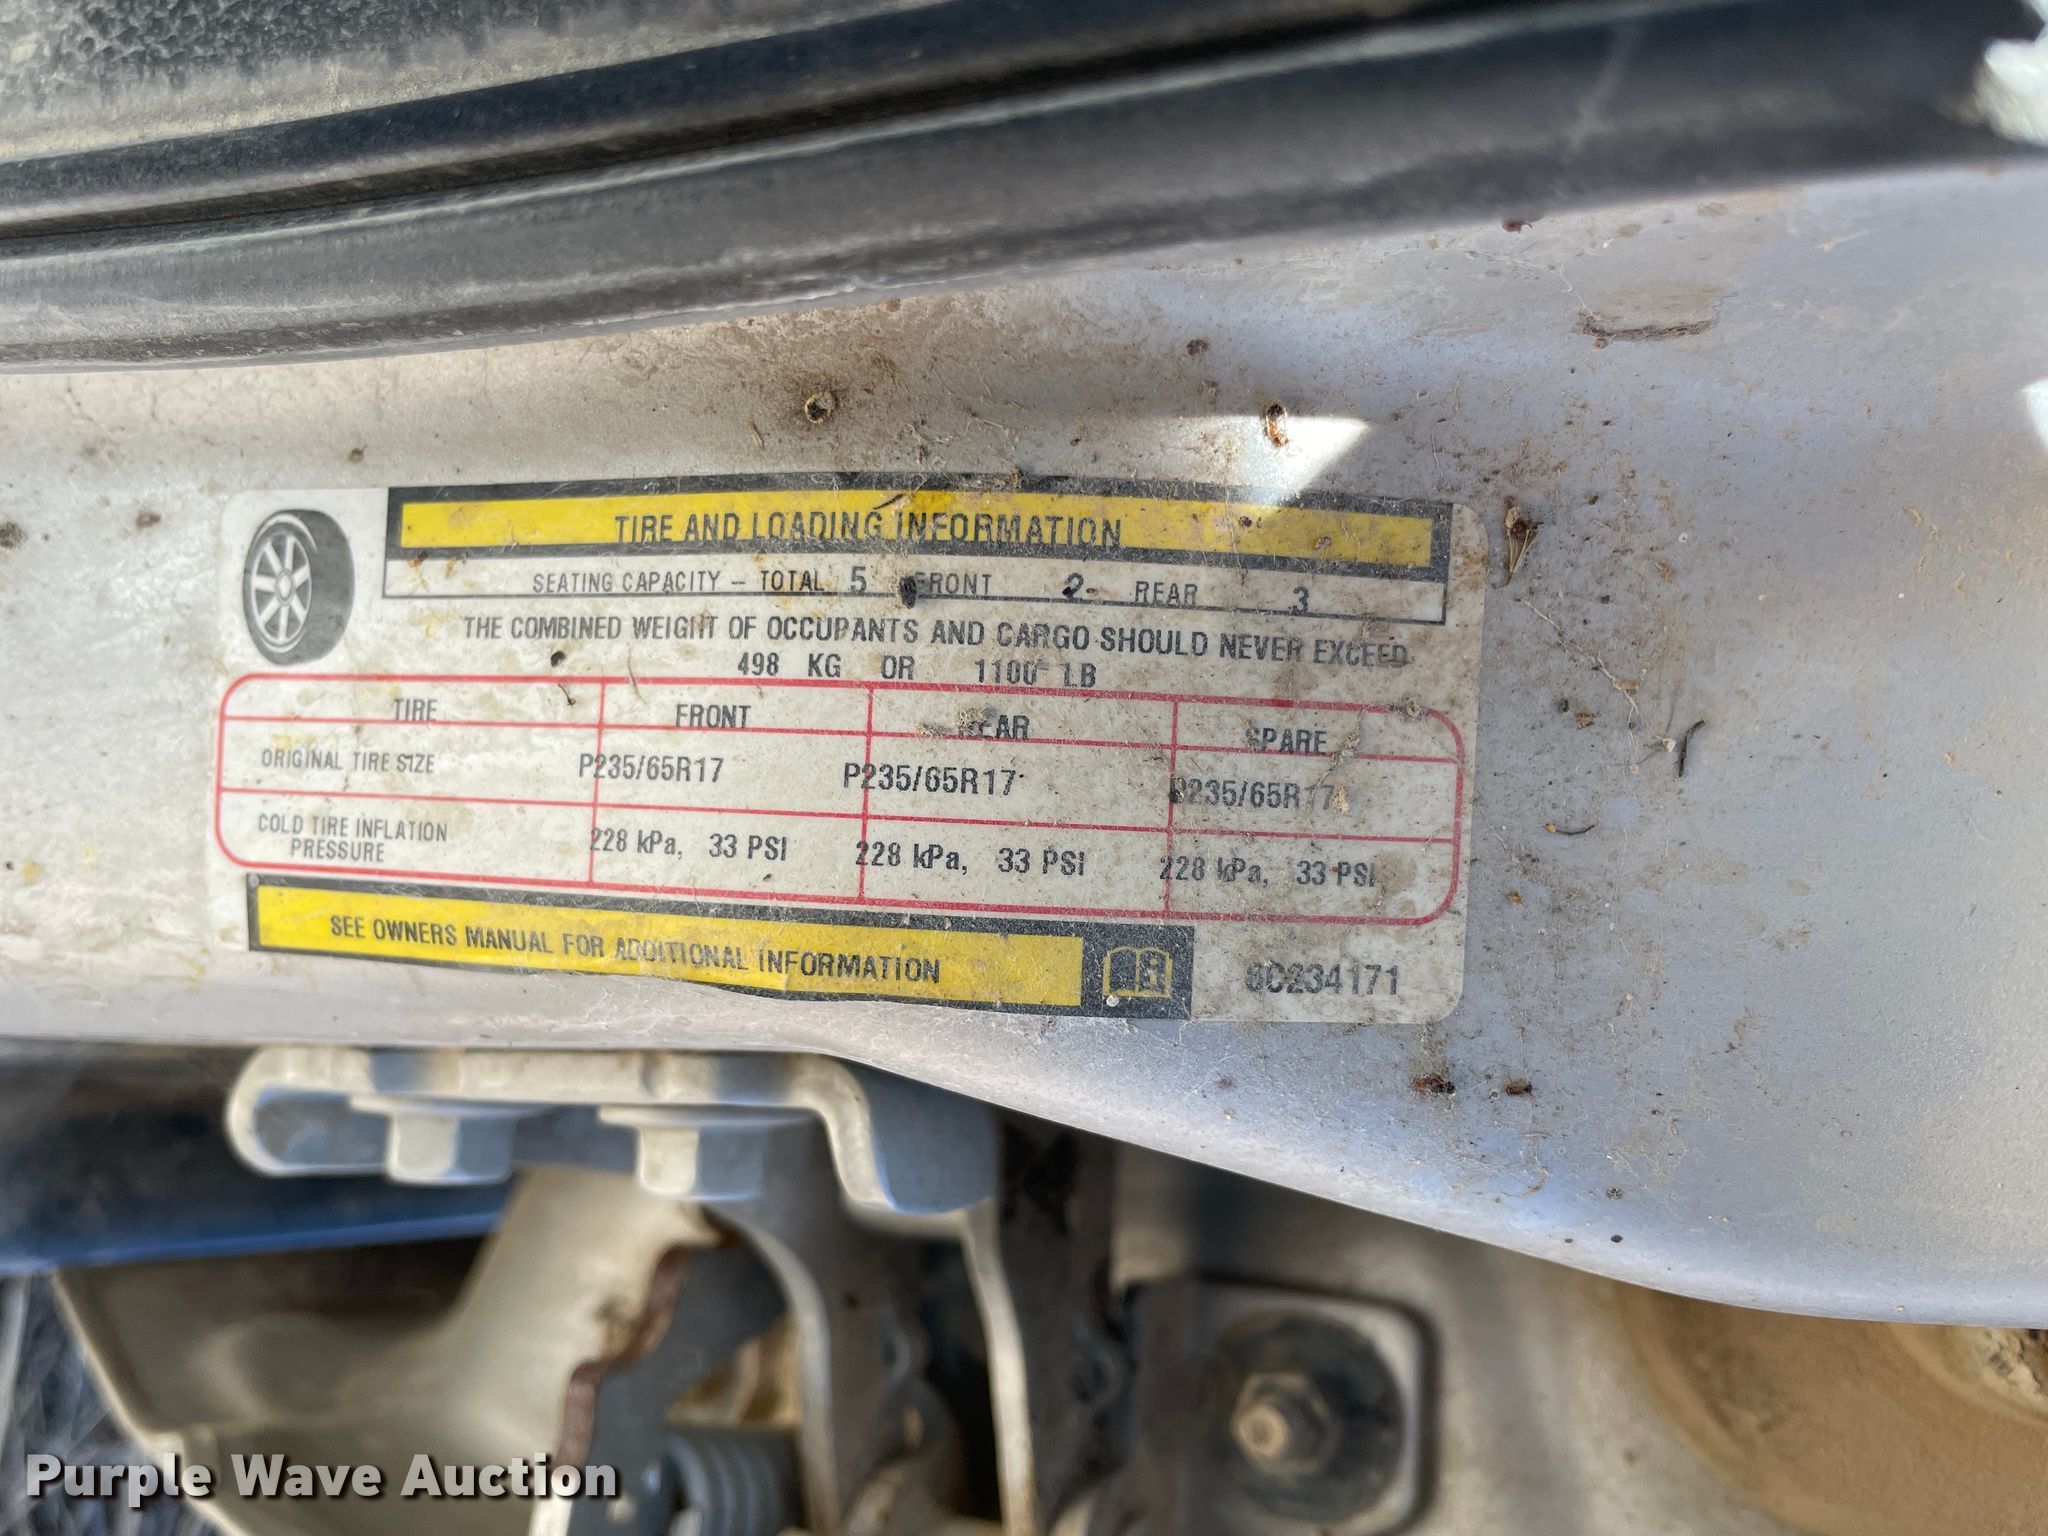 TIRE AND LOADING INFORMATION
SEATING CAPACITY – TOTAL 5 FRONT 2 REAR 3
THE COMBINED WEIGHT OF OCCUPANTS AND CARGO SHOULD NEVER EXCEED
498 KG OR 1100 LB
TIRE FRONT REAR SPARE
ORIGINAL TIRE SIZE P235/65R17 P235/65R17 P235/65R17
COLD TIRE INFLATION
PRESSURE 228 kPa, 33 PSI 228 kPa, 33 PSI 228 kPa, 33 PSI
SEE OWNERS MANUAL FOR ADDITIONAL INFORMATION
Purple Wave Auction